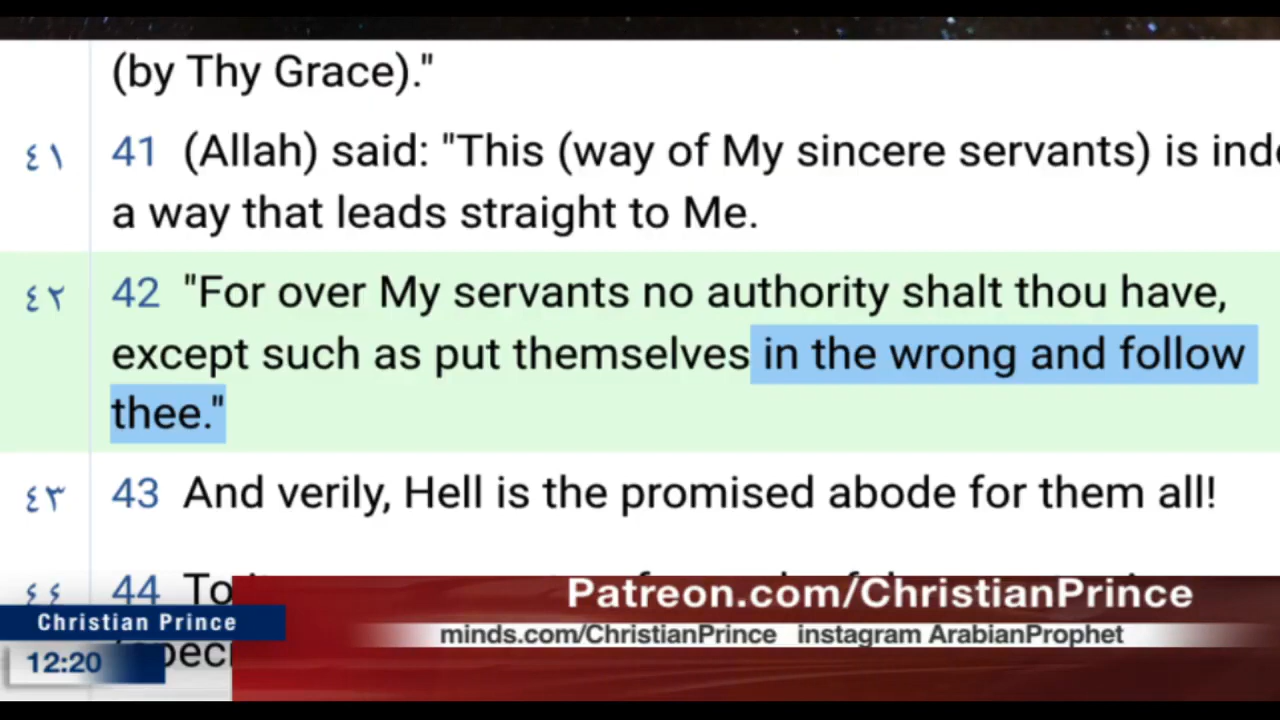 (by Thy Grace)."
٤١ 41 (Allah) said: "This (way of My sincere servants) is
a way that leads straight to Me.
٤٢ 42 "For over My servants no authority shalt thou have,
except such as put themselves in the wrong and follow
thee."
٤٣ 43 And verily, Hell is the promised abode for them all!
٤٤ 44 To
Patreon.com/ChristianPrince
Christian Prince
minds.com/ChristianPrince instagram ArabianProphet
12:20